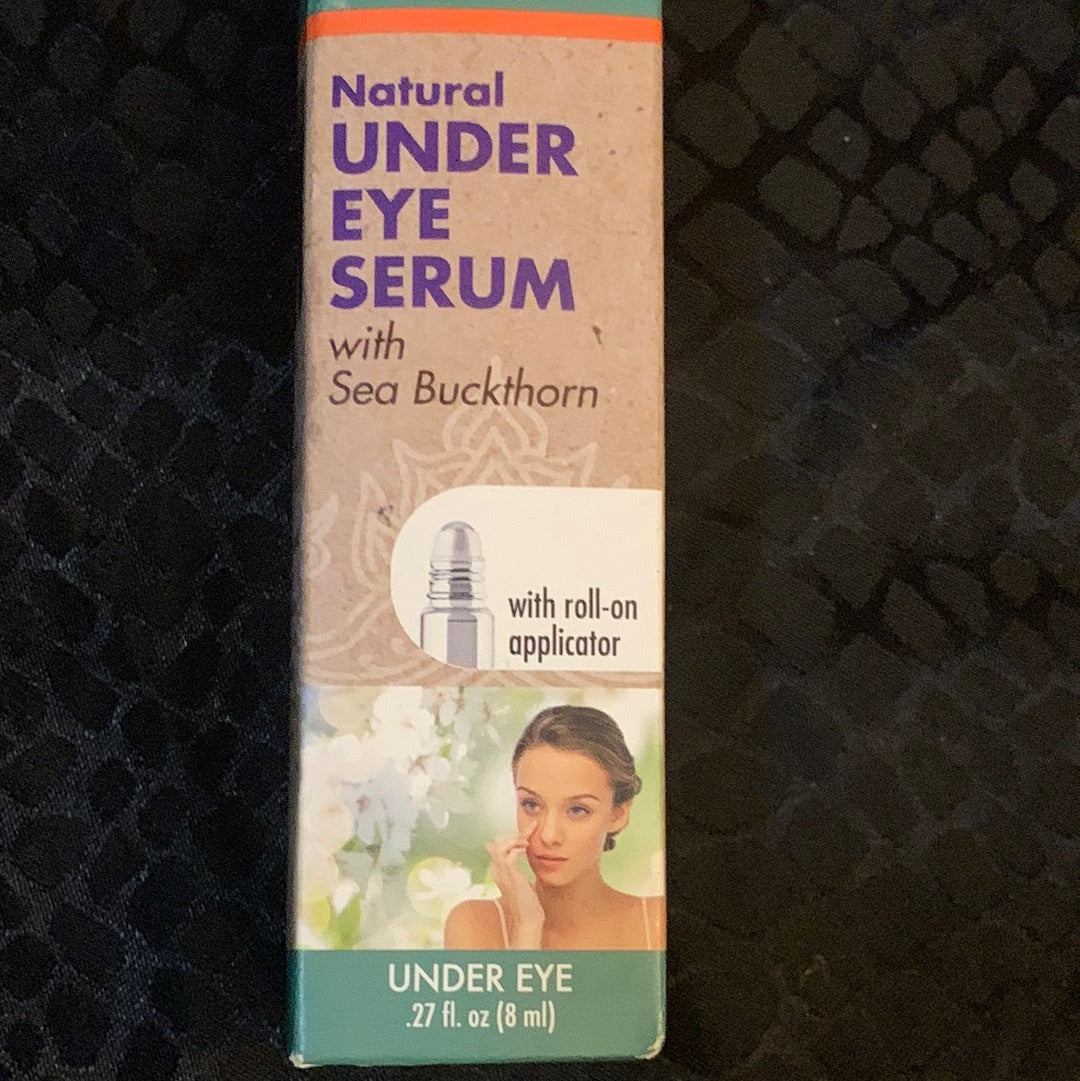 Natural
UNDER
EYE
SERUM
with
Sea Buckthorn
with roll-on
applicator
UNDER EYE
.27 fl. oz (8 ml)